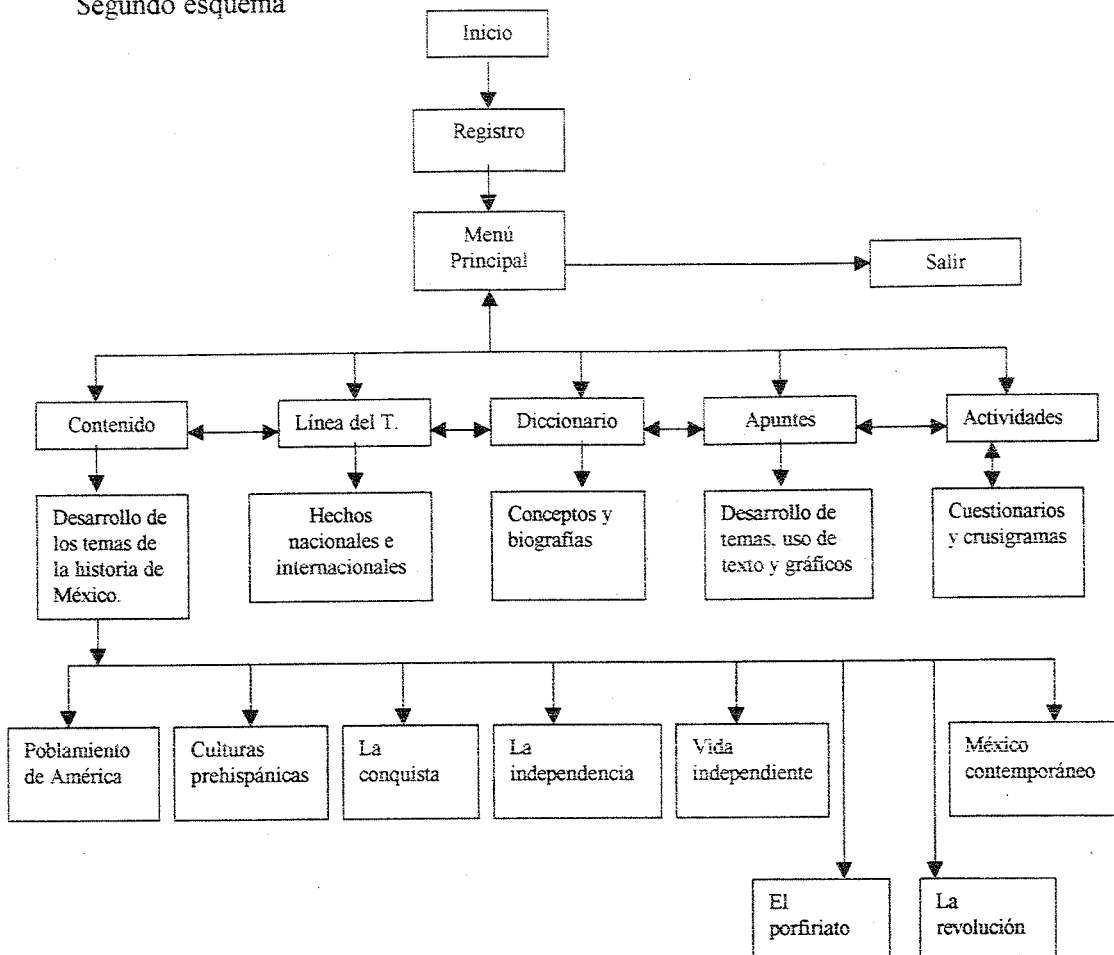 Segundo esquema
Inicio
Registro
Menú
Principal
Salir
Contenido
Línea del T.
Diccionario
Apuntes
Actividades
Desarrollo de
los temas de
la historia de
México.
Hechos
nacionales e
internacionales
Conceptos y
biografías
Desarrollo de
temas, uso de
texto y gráficos
Cuestionarios
y crusigramas
Poblamiento
de América
Culturas
prehispánicas
La
conquista
La
independencia
Vida
independiente
México
contemporáneo
El
porfiriato
La
revolución